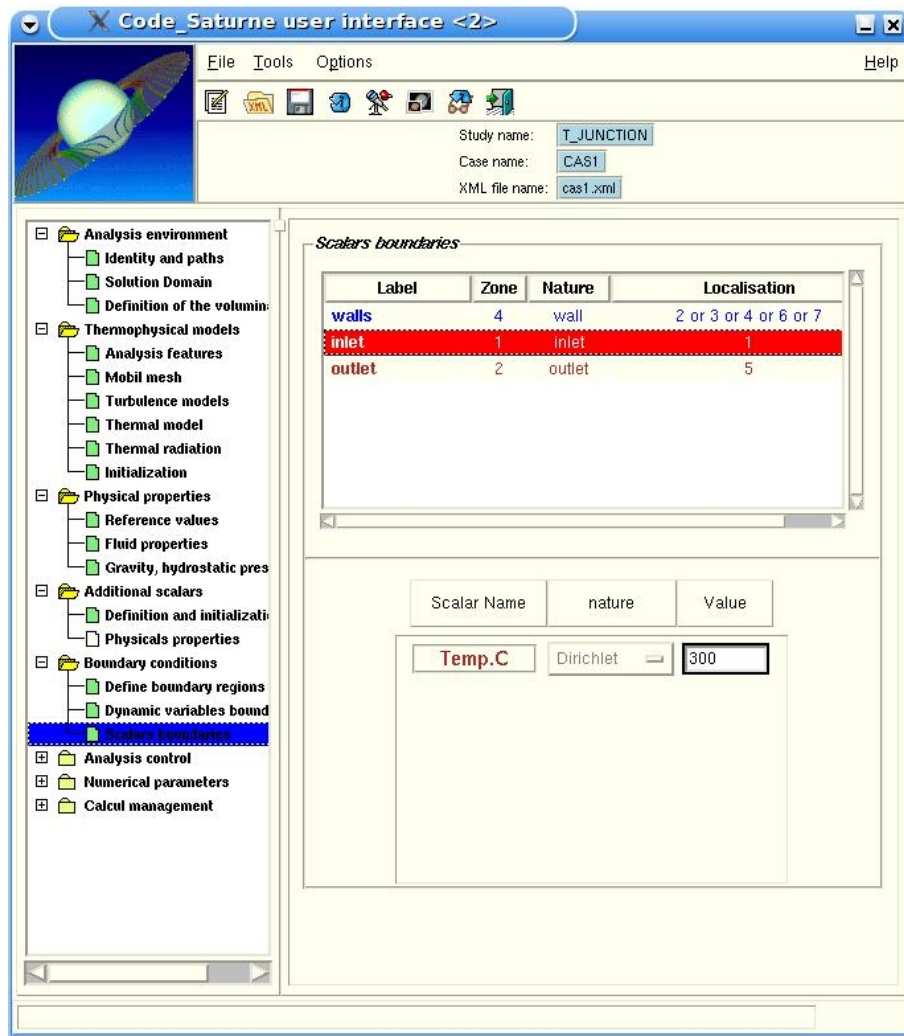 Code_Saturne user interface <2>
File Tools Options Help
Study name: T_JUNCTION
Case name: CAS1
XML file name: cas1.xml
Analysis environment
Identity and paths
Solution Domain
Definition of the volumina
Thermophysical models
Analysis features
Mobil mesh
Turbulence models
Thermal model
Thermal radiation
Initialization
Physical properties
Reference values
Fluid properties
Gravity, hydrostatic pres
Additional scalars
Definition and initializati
Physicals properties
Boundary conditions
Define boundary regions
Dynamic variables bound
Scalars boundaries
Analysis control
Numerical parameters
Calcul management
Scalars boundaries
Label Zone Nature Localisation
walls 4 wall 2 or 3 or 4 or 6 or 7
inlet 1 inlet 1
outlet 2 outlet 5
Scalar Name nature Value
Temp.C Dirichlet 300